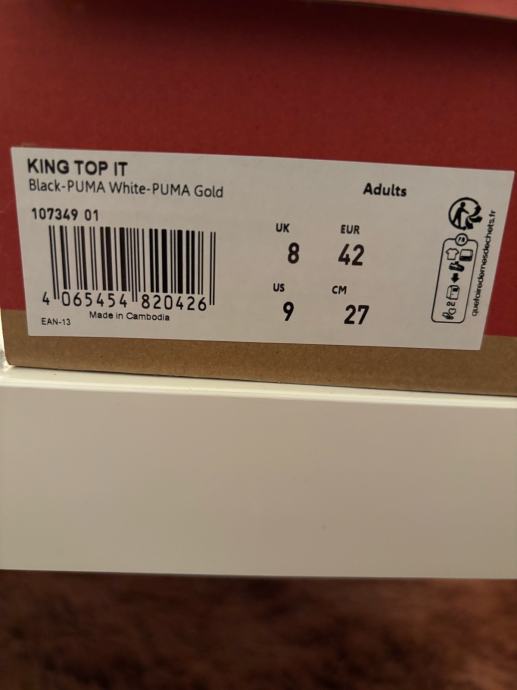 KING TOP IT
Black-PUMA White-PUMA Gold
Adults
107349 01
4 065454 820426
Made in Cambodia
EAN-13
UK
8
EUR
42
US
9
CM
27
quefairedemesdechets.fr